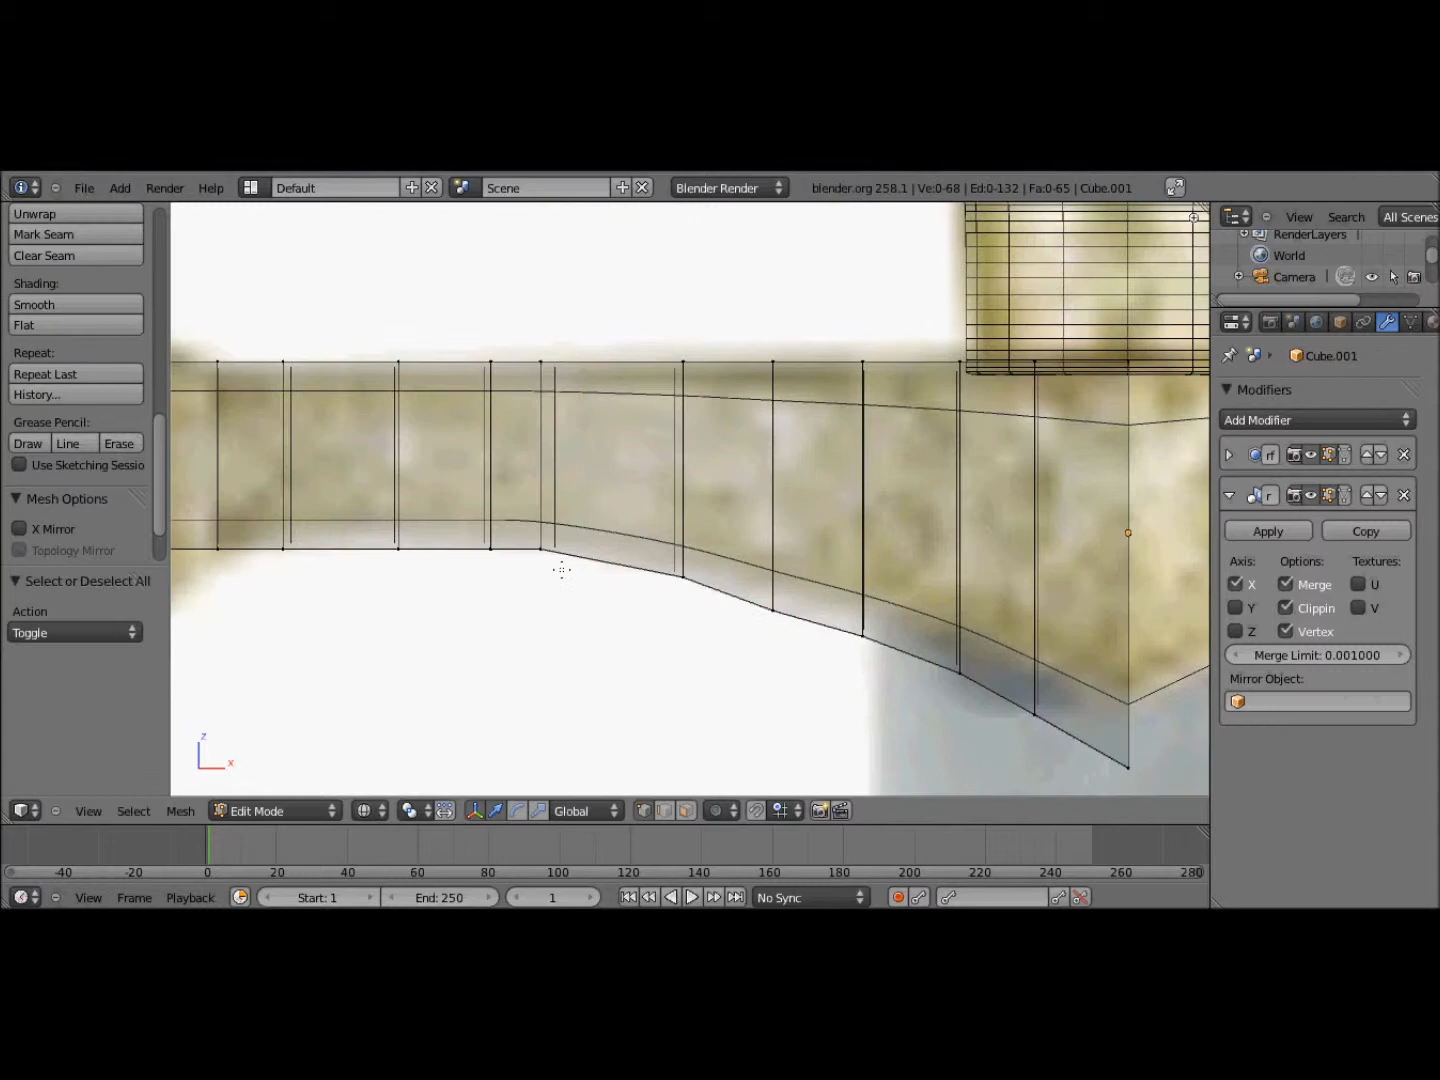 File Add Render Help Default Scene Blender Render blender.org 258.1 | Ve:0-68 | Ed:0-132 | Fa:0-65 | Cube.001
Unwrap
Mark Seam
Clear Seam
Shading:
Smooth
Flat
Repeat:
Repeat Last
History...
Grease Pencil:
Draw Line Erase
Use Sketching Sessio
Mesh Options
X Mirror
Topology Mirror
Select or Deselect All
Action
Toggle
z
x
View Search All Scenes
RenderLayers
World
Camera
Cube.001
Modifiers
Add Modifier
rf
r
Apply Copy
Axis: Options: Textures:
X Merge U
Y Clippin V
Z Vertex
Merge Limit: 0.001000
Mirror Object:
View Select Mesh Edit Mode Global
-40 -20 0 20 40 60 80 100 120 140 160 180 200 220 240 260 280
View Frame Playback Start: 1 End: 250 1 No Sync